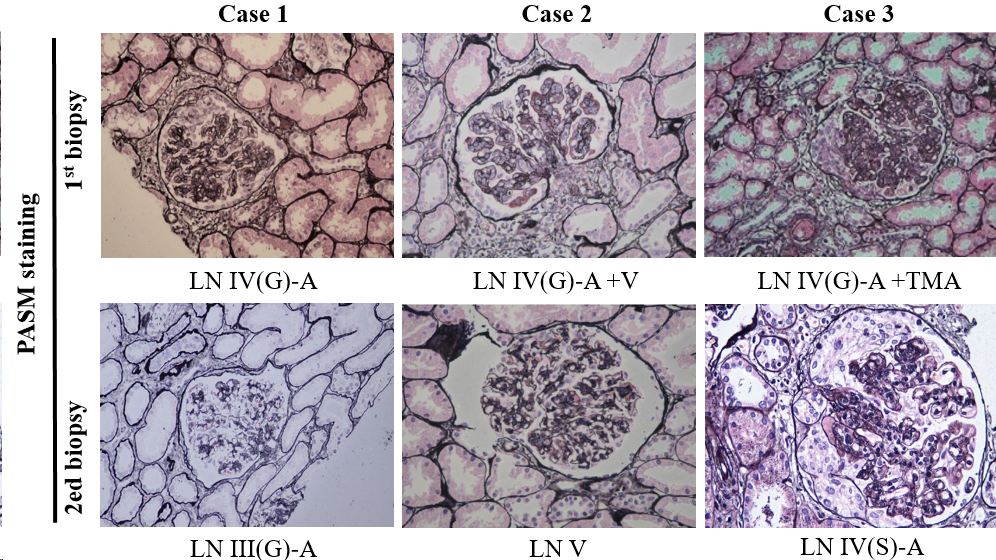 Case 1
Case 2
Case 3
PASM staining
1st biopsy
LN IV(G)-A
LN IV(G)-A +V
LN IV(G)-A +TMA
2ed biopsy
LN III(G)-A
LN V
LN IV(S)-A